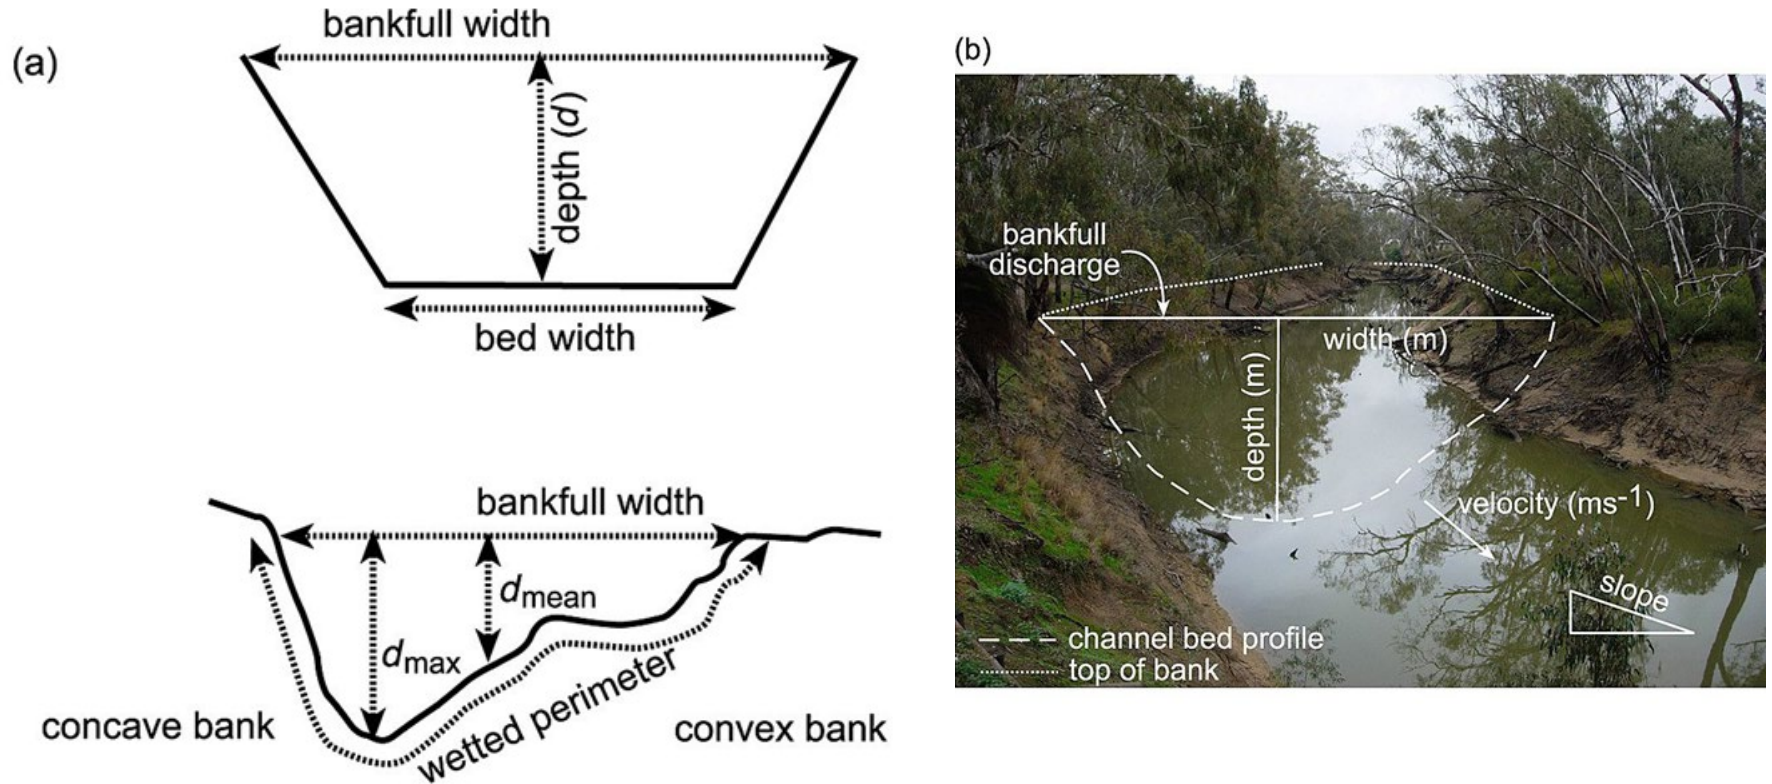 (a)
bankfull width
depth (d)
bed width
bankfull width
dmean
dmax
concave bank
wetted perimeter
convex bank
(b)
bankfull
discharge
width (m)
depth (m)
velocity (ms-1)
slope
channel bed profile
top of bank